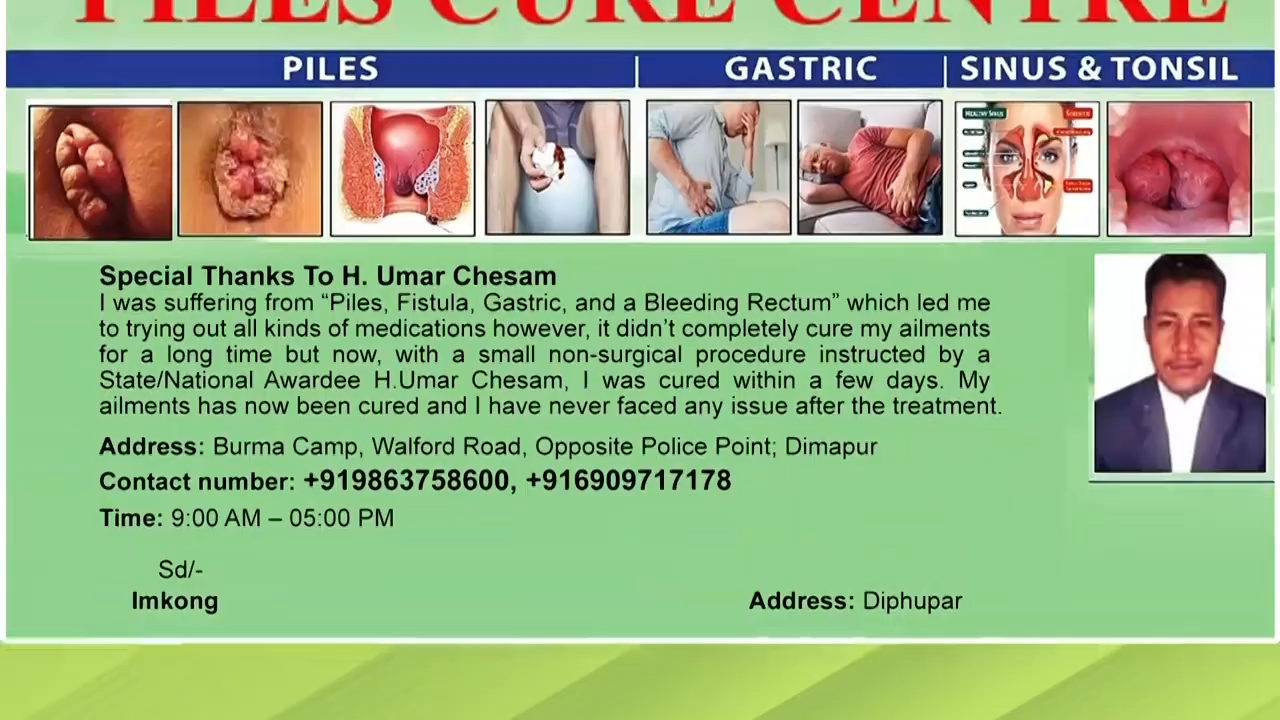 PILES CURE CENTRE
PILES | GASTRIC | SINUS & TONSIL
HEALTHY SINUS
Special Thanks To H. Umar Chesam
I was suffering from “Piles, Fistula, Gastric, and a Bleeding Rectum” which led me
to trying out all kinds of medications however, it didn’t completely cure my ailments
for a long time but now, with a small non-surgical procedure instructed by a
State/National Awardee H.Umar Chesam, I was cured within a few days. My
ailments has now been cured and I have never faced any issue after the treatment.
Address: Burma Camp, Walford Road, Opposite Police Point; Dimapur
Contact number: +919863758600, +916909717178
Time: 9:00 AM – 05:00 PM
Sd/-
Imkong
Address: Diphupar